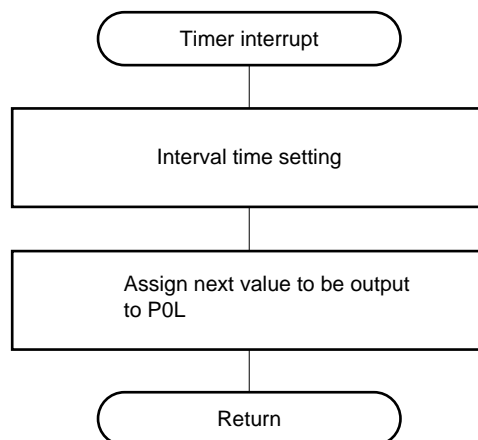 Timer interrupt
Interval time setting
Assign next value to be output
to P0L
Return